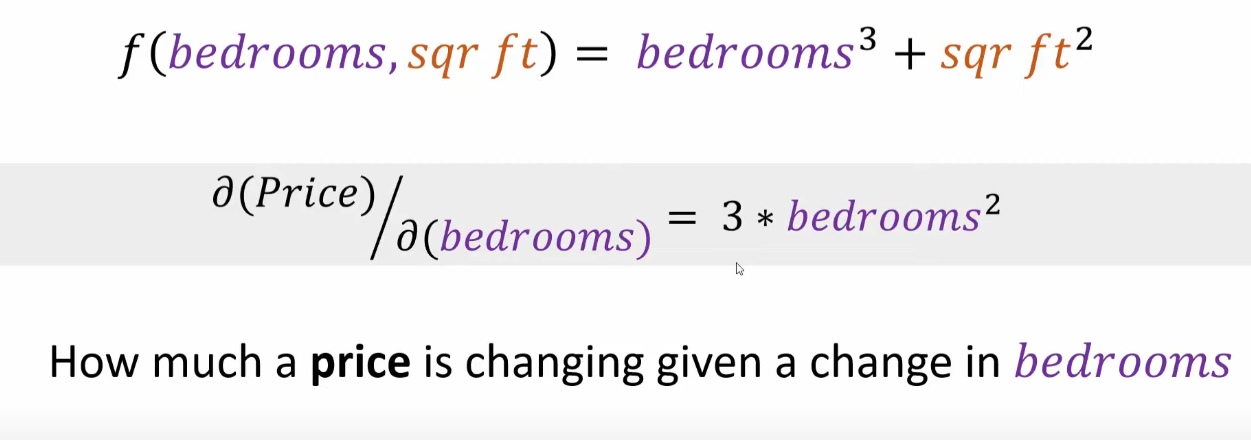 f(bedrooms, sqr ft) = bedrooms³ + sqr ft²
∂(Price)/∂(bedrooms) = 3 * bedrooms²
How much a price is changing given a change in bedrooms